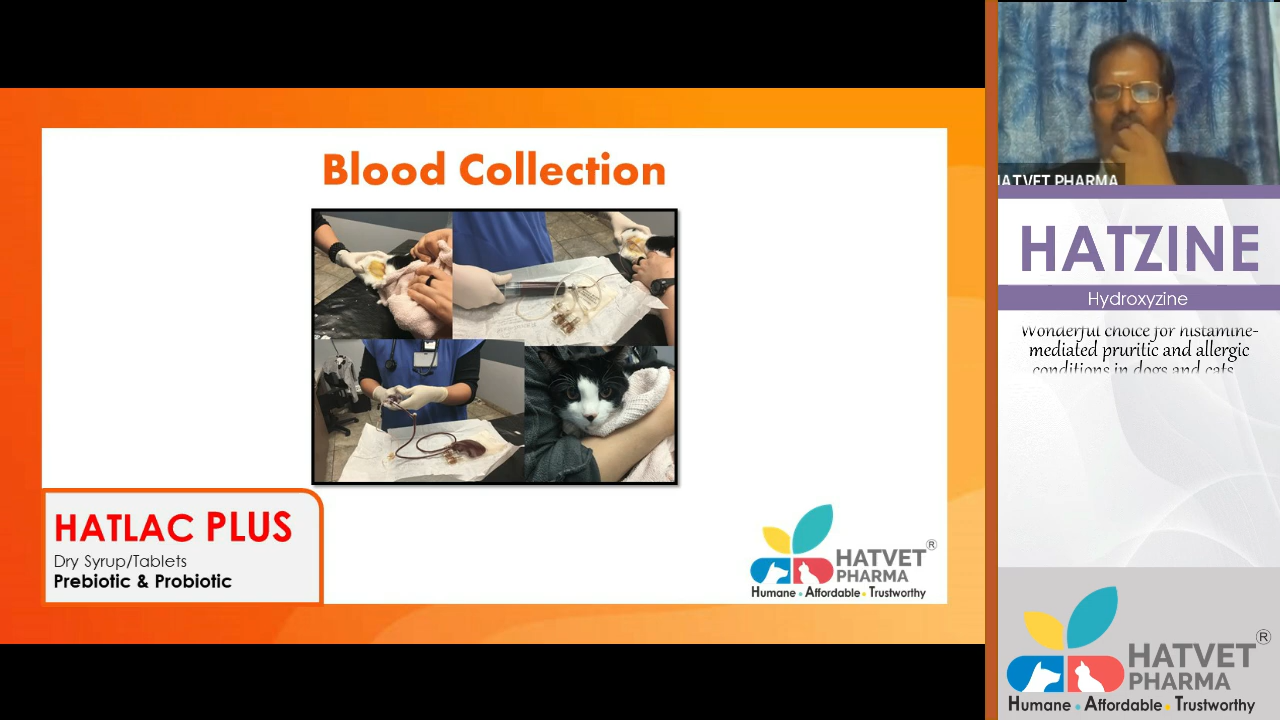 Blood Collection
HATLAC PLUS
Dry Syrup/Tablets
Prebiotic & Probiotic
HATVET®
PHARMA
Humane • Affordable • Trustworthy
HATVET PHARMA
HATZINE
Hydroxyzine
Wonderful choice for histamine-
mediated pruritic and allergic
conditions in dogs and cats
HATVET®
PHARMA
Humane • Affordable • Trustworthy